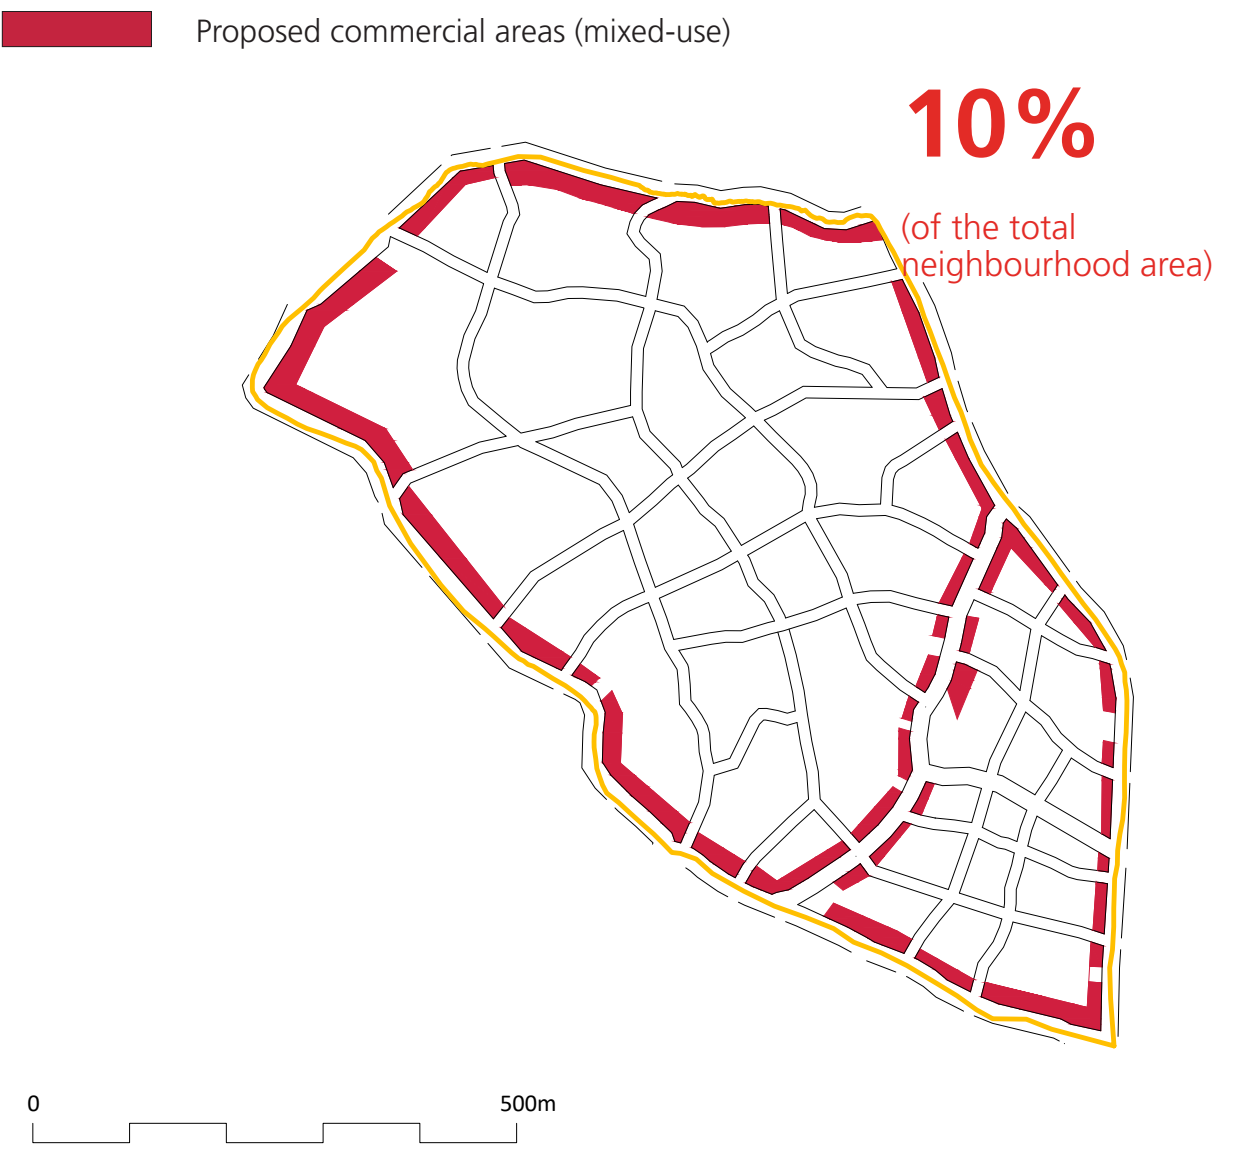 Proposed commercial areas (mixed-use)
10%
(of the total
neighbourhood area)
0
500m